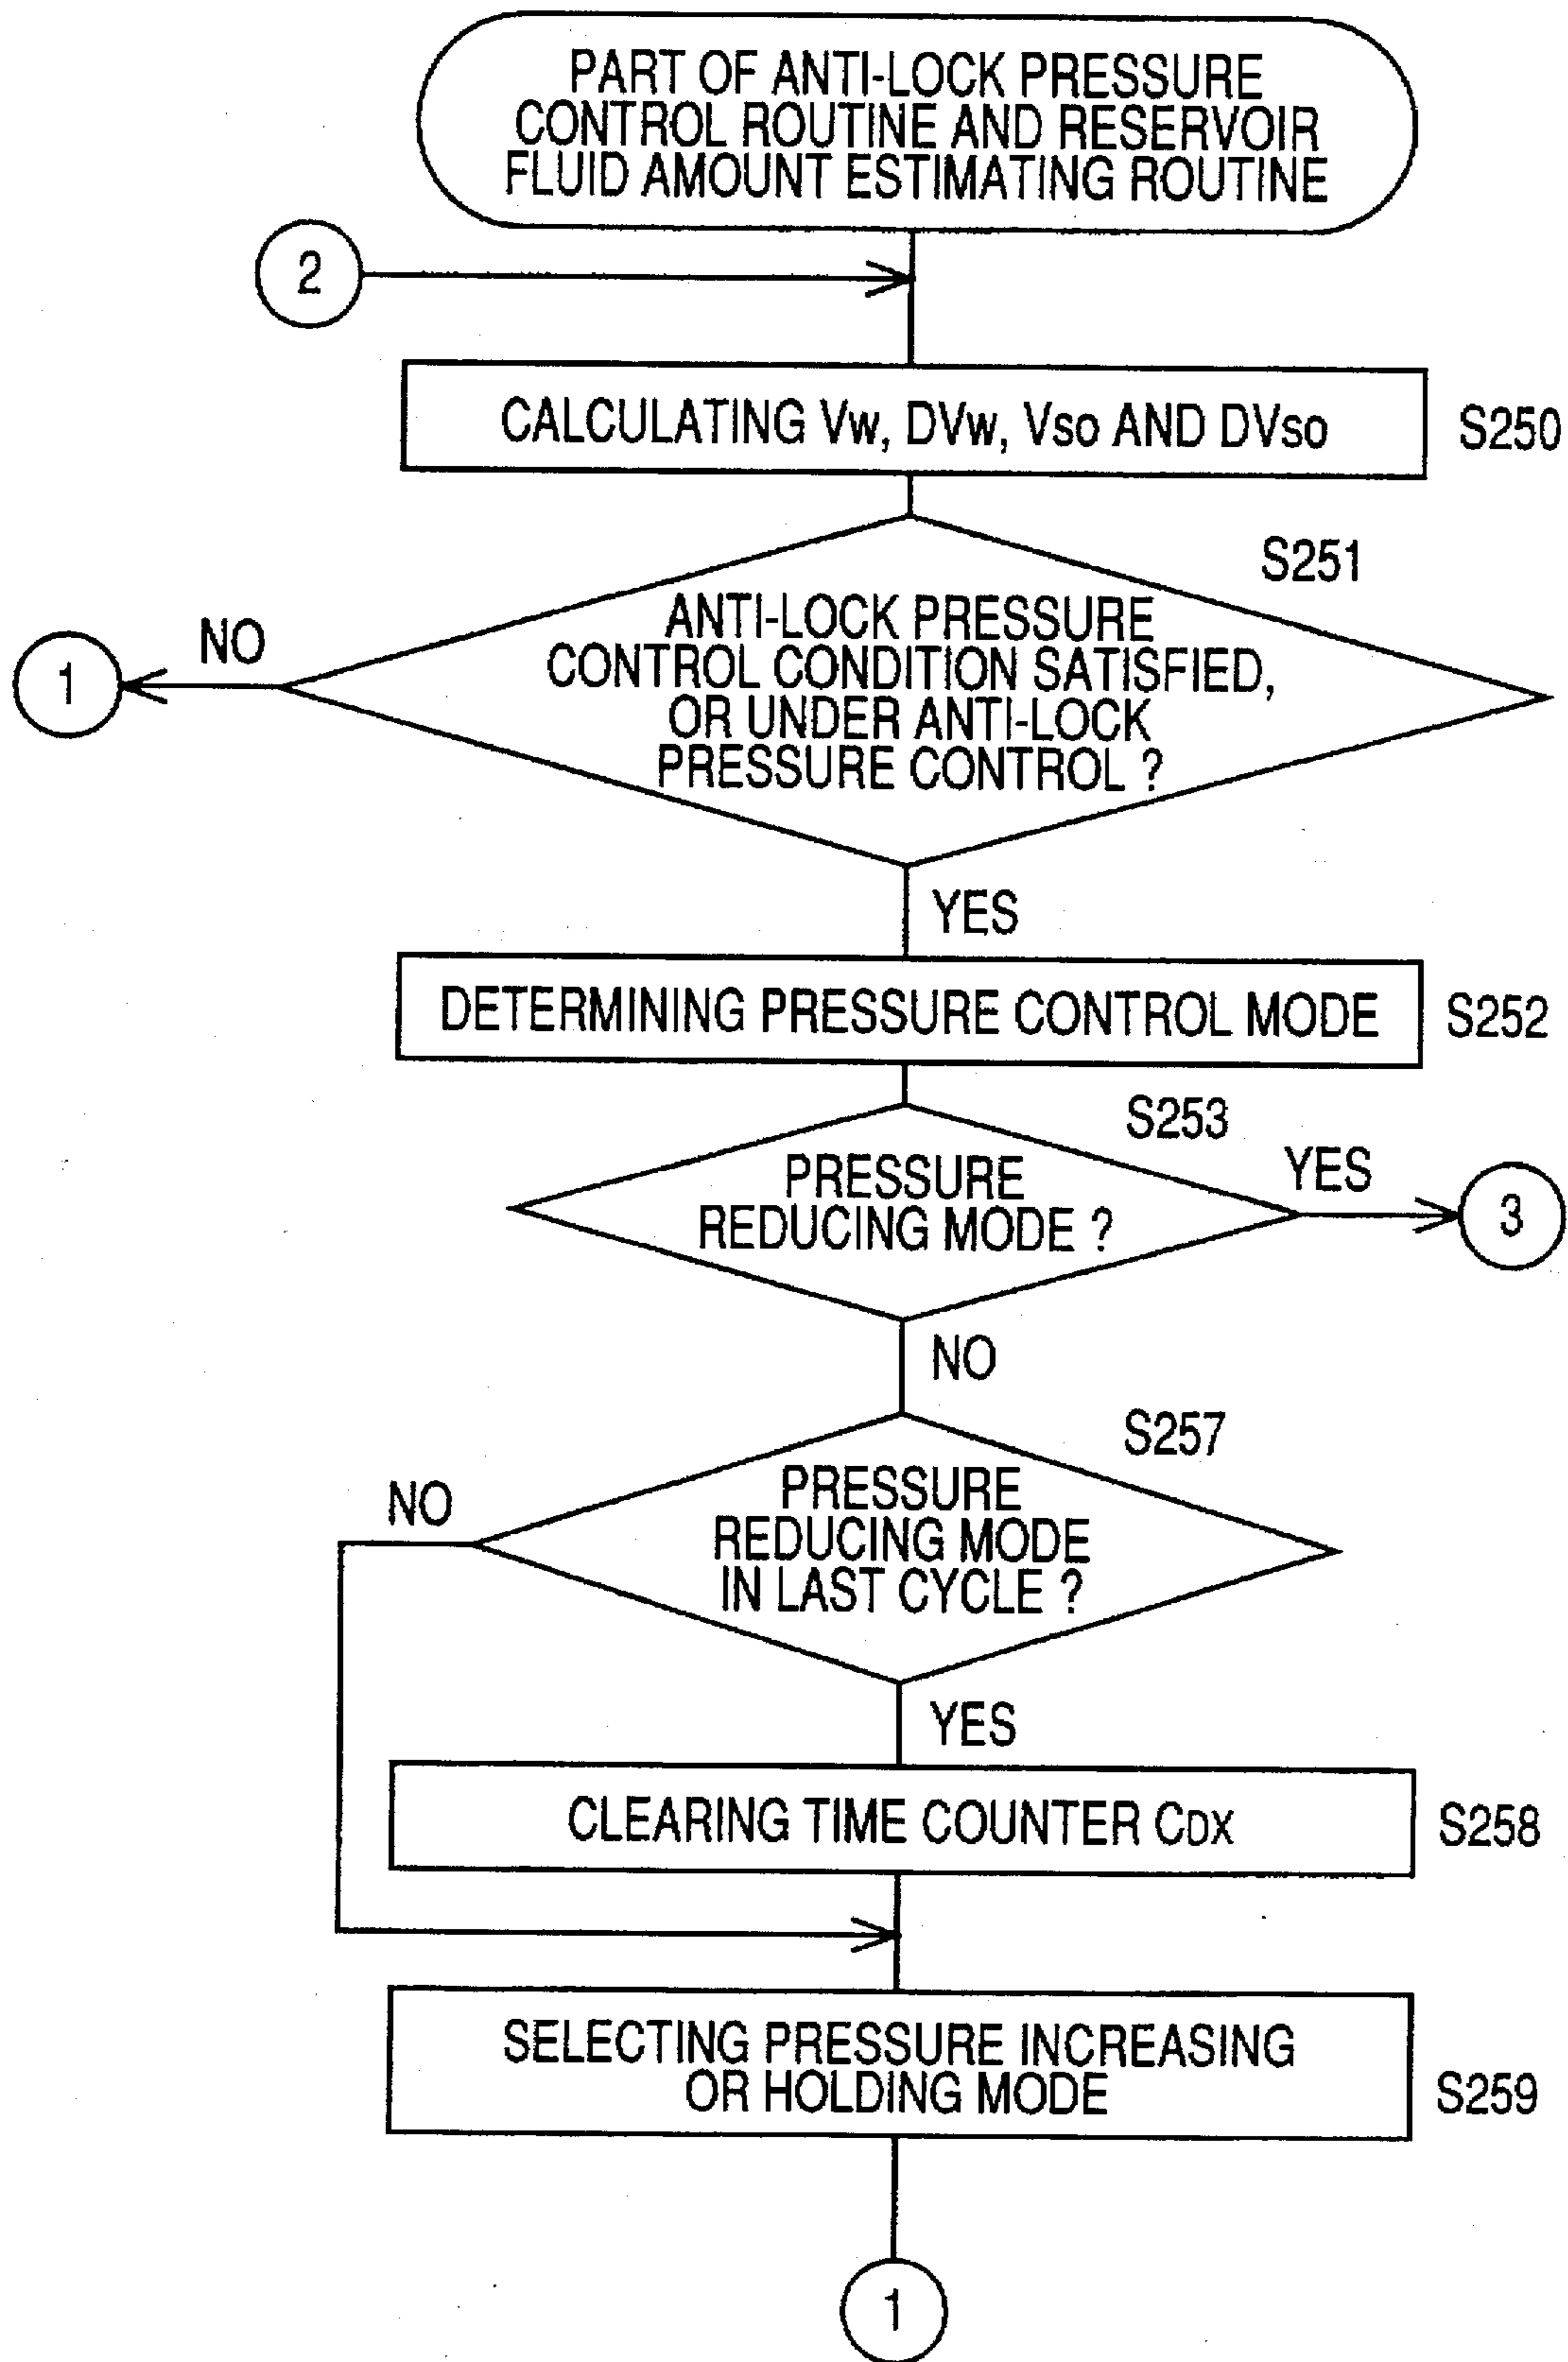 PART OF ANTI-LOCK PRESSURE
CONTROL ROUTINE AND RESERVOIR
FLUID AMOUNT ESTIMATING ROUTINE
2
CALCULATING Vw, DVw, Vso AND DVso
S250
S251
ANTI-LOCK PRESSURE
CONTROL CONDITION SATISFIED,
OR UNDER ANTI-LOCK
PRESSURE CONTROL ?
NO
1
YES
DETERMINING PRESSURE CONTROL MODE
S252
S253
PRESSURE
REDUCING MODE ?
YES
3
NO
S257
PRESSURE
REDUCING MODE
IN LAST CYCLE ?
NO
YES
CLEARING TIME COUNTER CDX
S258
SELECTING PRESSURE INCREASING
OR HOLDING MODE
S259
1